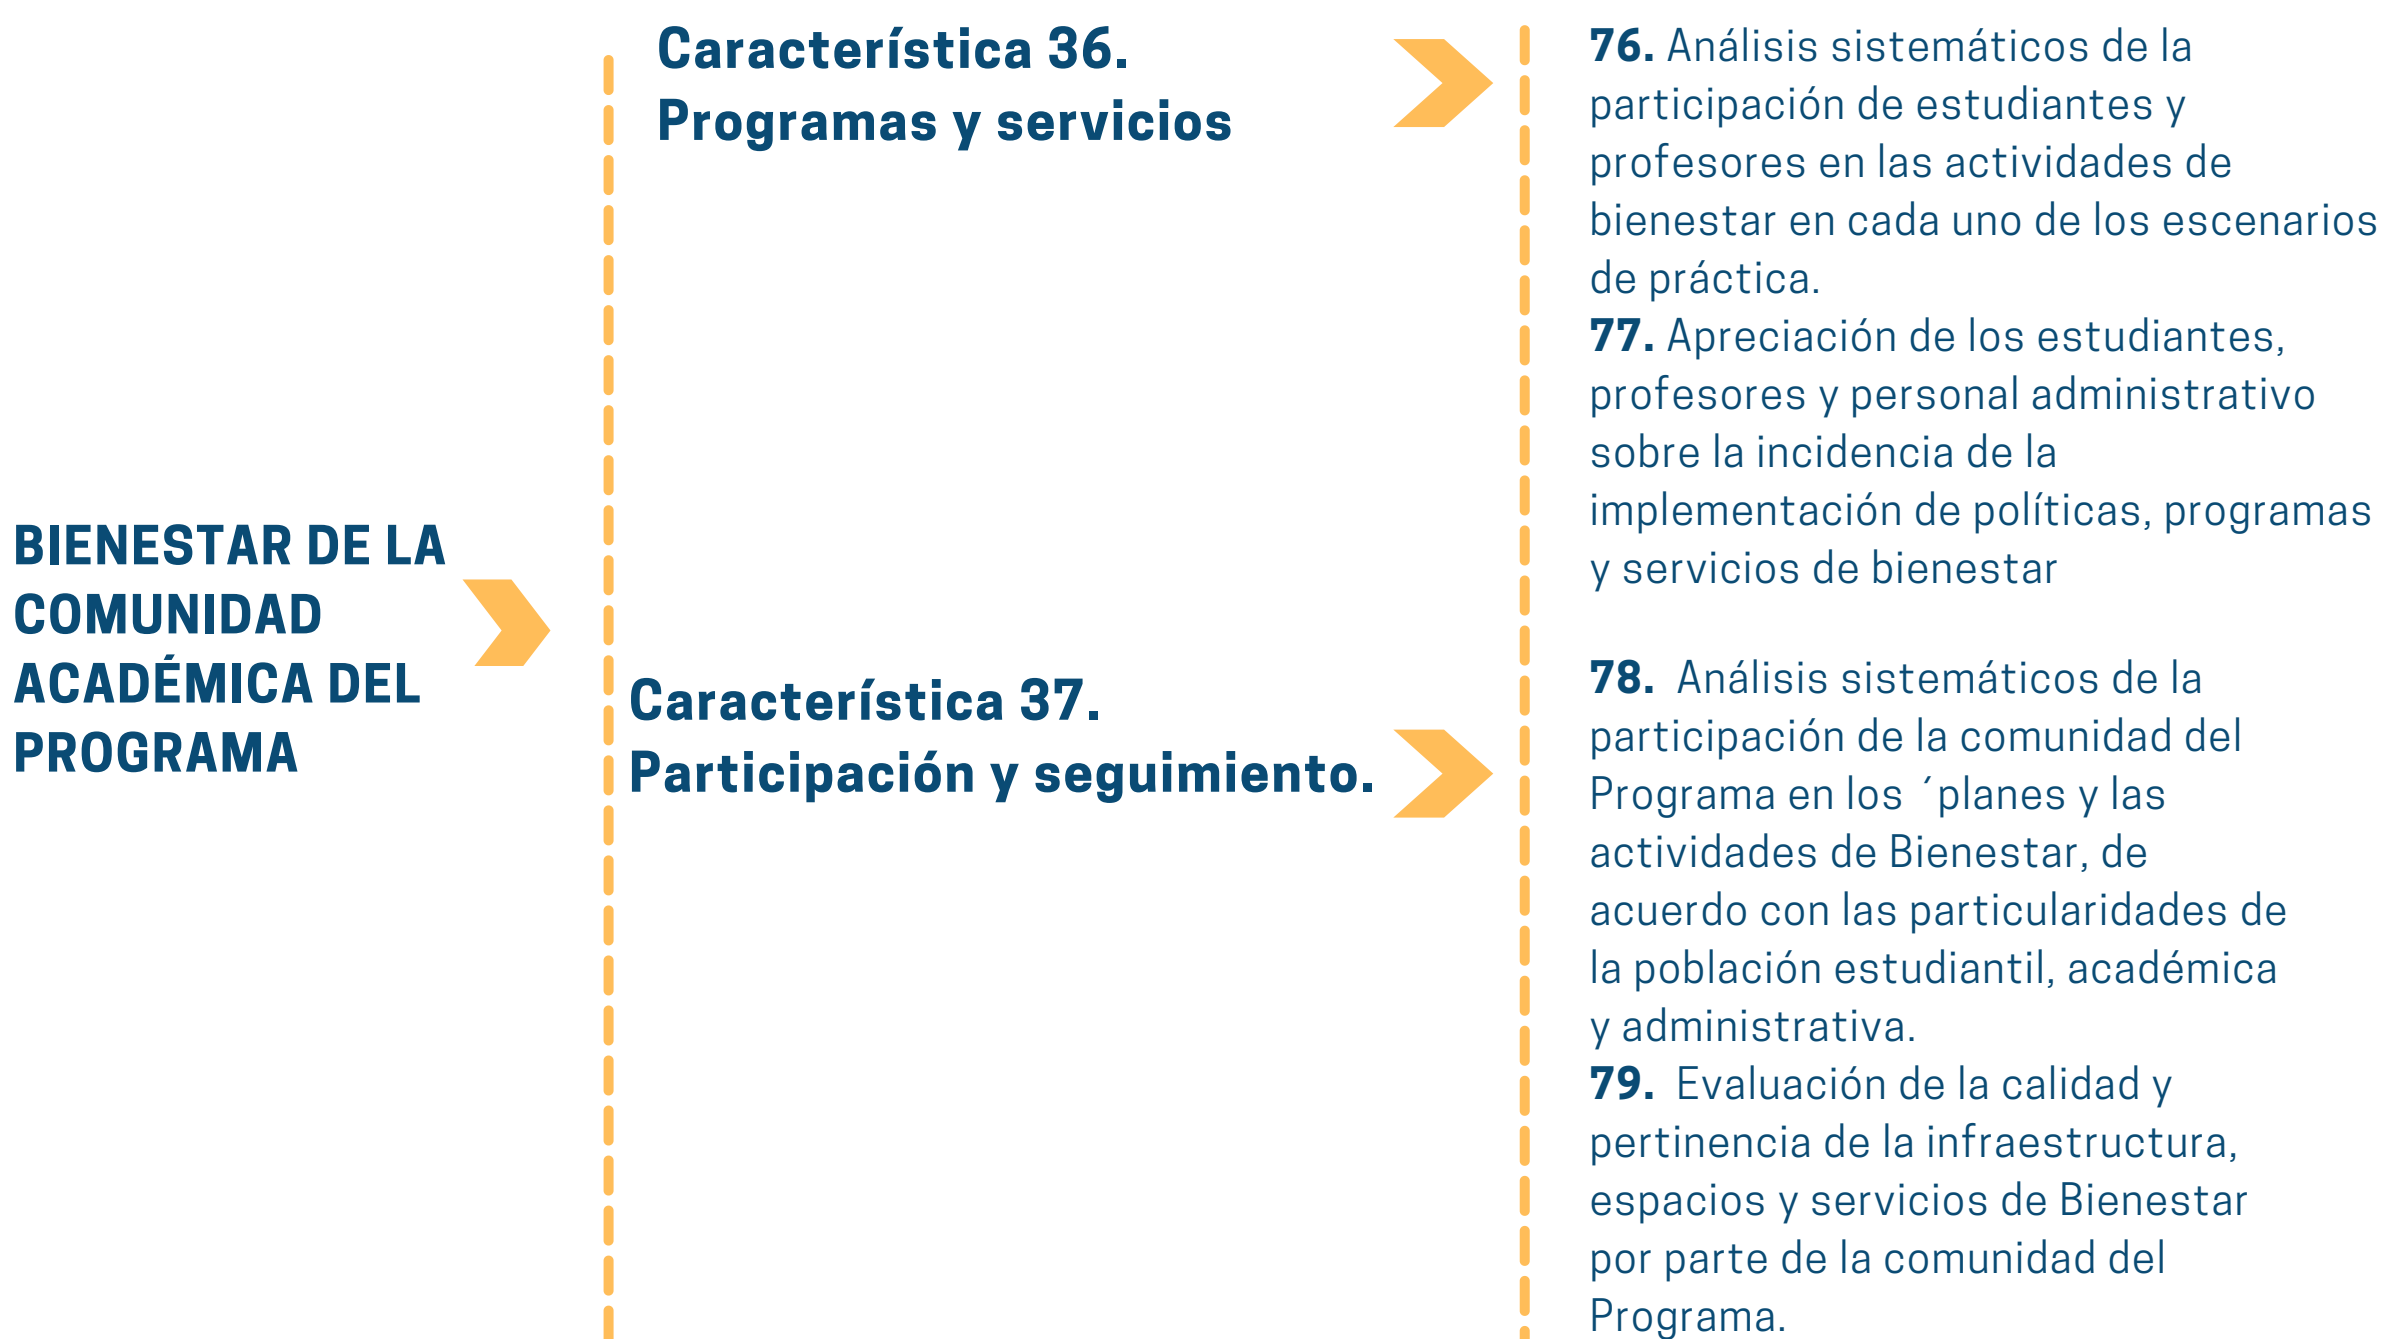 BIENESTAR DE LA
COMUNIDAD
ACADÉMICA DEL
PROGRAMA
Característica 36.
Programas y servicios
76. Análisis sistemáticos de la
participación de estudiantes y
profesores en las actividades de
bienestar en cada uno de los escenarios
de práctica.
77. Apreciación de los estudiantes,
profesores y personal administrativo
sobre la incidencia de la
implementación de políticas, programas
y servicios de bienestar
Característica 37.
Participación y seguimiento.
78. Análisis sistemáticos de la
participación de la comunidad del
Programa en los ´planes y las
actividades de Bienestar, de
acuerdo con las particularidades de
la población estudiantil, académica
y administrativa.
79. Evaluación de la calidad y
pertinencia de la infraestructura,
espacios y servicios de Bienestar
por parte de la comunidad del
Programa.